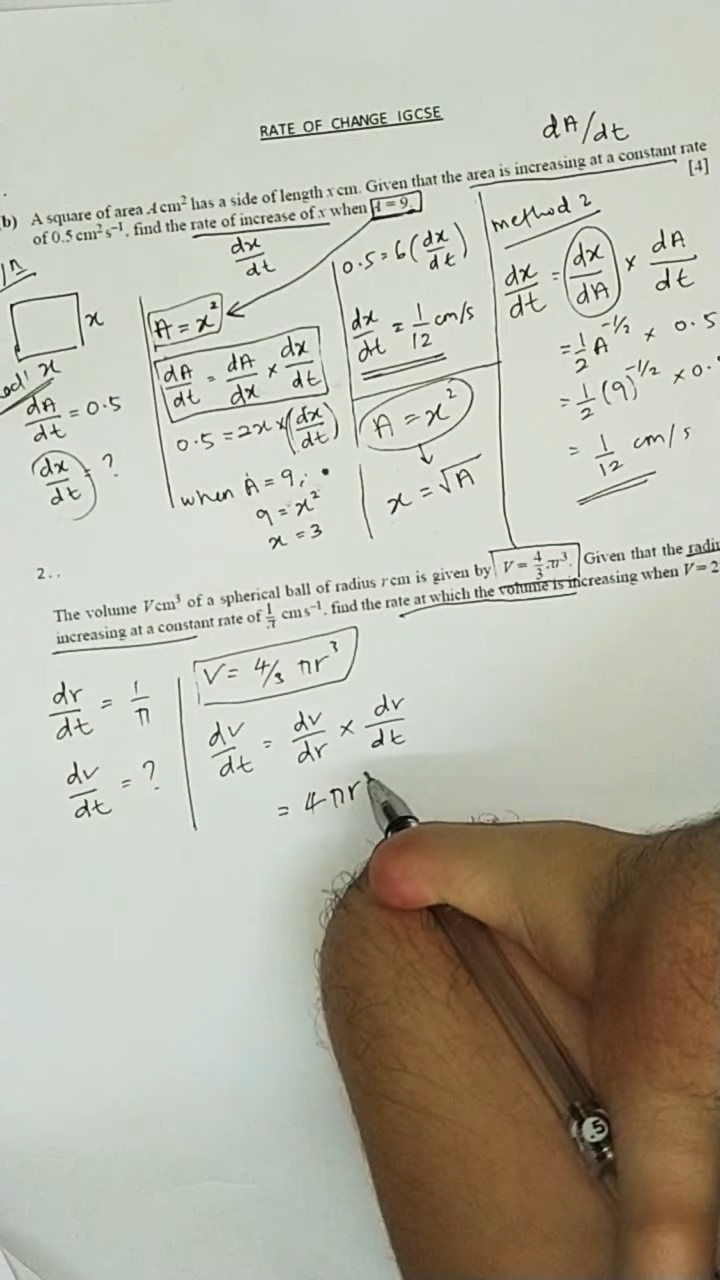 RATE OF CHANGE IGCSE
dA/dt
b) A square of area A cm² has a side of length x cm. Given that the area is increasing at a constant rate
of 0.5 cm² s⁻¹, find the rate of increase of x when A = 9.
[4]
dx/dt
x
x
dA/dt = 0.5
dx/dt = ?
A = x²
dA/dt = dA/dx × dx/dt
0.5 = 2x × (dx/dt)
when A = 9,
9 = x²
x = 3
0.5 = 6 (dx/dt)
dx/dt = 1/12 cm/s
A = x²
x = √A
method 2
dx/dt = dx/dA × dA/dt
= 1/2 A^-1/2 × 0.5
= 1/2 (9)^-1/2 × 0.
= 1/12 cm/s
2..
The volume V cm³ of a spherical ball of radius r cm is given by V = 4/3 πr³. Given that the
increasing at a constant rate of 1/π cm s⁻¹, find the rate at which the volume is increasing when V =
dr/dt = 1/π
dv/dt = ?
V = 4/3 πr³
dv/dt = dv/dr × dr/dt
= 4πr
.5